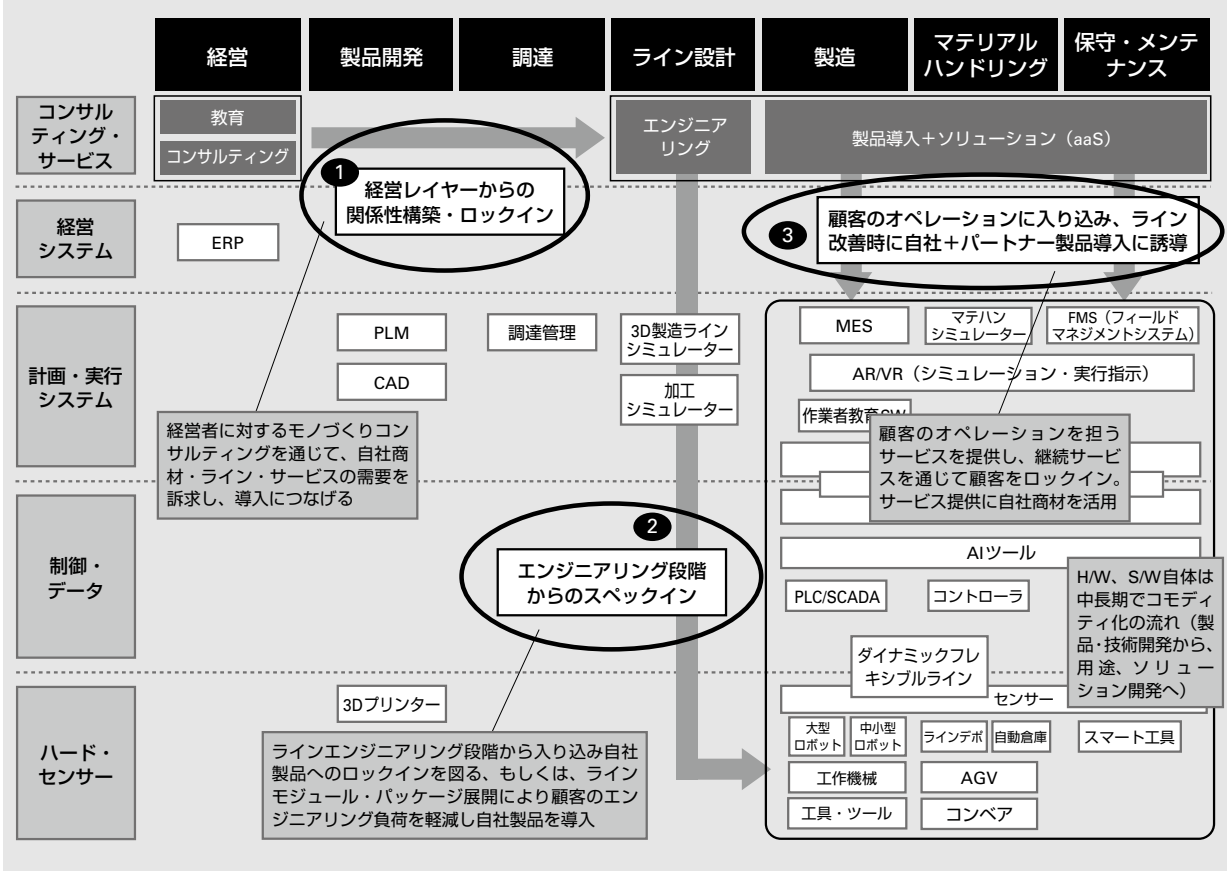 経営
製品開発
調達
ライン設計
製造
マテリアル
ハンドリング
保守・メンテ
ナンス
コンサル
ティング・
サービス
教育
コンサルティング
エンジニア
リング
製品導入+ソリューション(aaS)
1
経営レイヤーからの
関係性構築・ロックイン
3
顧客のオペレーションに入り込み、ライン
改善時に自社+パートナー製品導入に誘導
経営
システム
ERP
計画・実行
システム
PLM
CAD
調達管理
3D製造ライン
シミュレーター
加工
シミュレーター
MES
マテハン
シミュレーター
FMS(フィールド
マネジメントシステム)
AR/VR(シミュレーション・実行指示)
作業者教育SW
経営者に対するモノづくりコン
サルティングを通じて、自社商
材・ライン・サービスの需要を
訴求し、導入につなげる
顧客のオペレーションを担う
サービスを提供し、継続サービ
スを通じて顧客をロックイン。
サービス提供に自社商材を活用
制御・
データ
2
エンジニアリング段階
からのスペックイン
AIツール
PLC/SCADA
コントローラ
H/W、S/W自体は
中長期でコモディ
ティ化の流れ(製
品・技術開発から、
用途、ソリュー
ション開発へ)
ダイナミックフレ
キシブルライン
センサー
ハード・
センサー
3Dプリンター
ラインエンジニアリング段階から入り込み自社
製品へのロックインを図る、もしくは、ライン
モジュール・パッケージ展開により顧客のエン
ジニアリング負荷を軽減し自社製品を導入
大型
ロボット
中小型
ロボット
ラインデポ
自動倉庫
スマート工具
工作機械
AGV
工具・ツール
コンベア